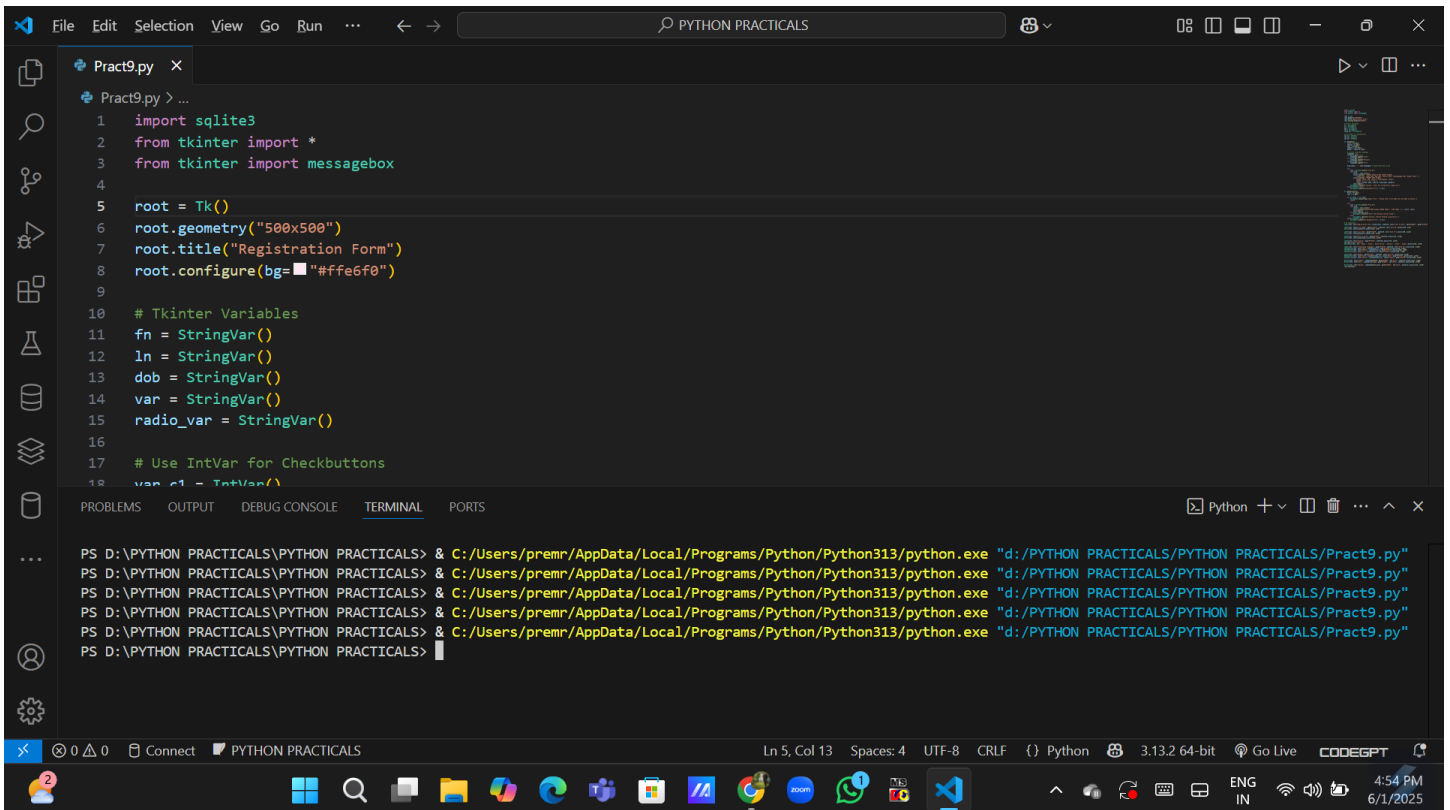 File Edit Selection View Go Run ··· PYTHON PRACTICALS
Pract9.py
Pract9.py > ...
1 import sqlite3
2 from tkinter import *
3 from tkinter import messagebox
4
5 root = Tk()
6 root.geometry("500x500")
7 root.title("Registration Form")
8 root.configure(bg="#ffe6f0")
9
10 # Tkinter Variables
11 fn = StringVar()
12 ln = StringVar()
13 dob = StringVar()
14 var = StringVar()
15 radio_var = StringVar()
16
17 # Use IntVar for Checkbuttons
18 var_c1 = IntVar()
PROBLEMS OUTPUT DEBUG CONSOLE TERMINAL PORTS Python
PS D:\PYTHON PRACTICALS\PYTHON PRACTICALS> & C:/Users/premr/AppData/Local/Programs/Python/Python313/python.exe "d:/PYTHON PRACTICALS/PYTHON PRACTICALS/Pract9.py"
PS D:\PYTHON PRACTICALS\PYTHON PRACTICALS> & C:/Users/premr/AppData/Local/Programs/Python/Python313/python.exe "d:/PYTHON PRACTICALS/PYTHON PRACTICALS/Pract9.py"
PS D:\PYTHON PRACTICALS\PYTHON PRACTICALS> & C:/Users/premr/AppData/Local/Programs/Python/Python313/python.exe "d:/PYTHON PRACTICALS/PYTHON PRACTICALS/Pract9.py"
PS D:\PYTHON PRACTICALS\PYTHON PRACTICALS> & C:/Users/premr/AppData/Local/Programs/Python/Python313/python.exe "d:/PYTHON PRACTICALS/PYTHON PRACTICALS/Pract9.py"
PS D:\PYTHON PRACTICALS\PYTHON PRACTICALS> & C:/Users/premr/AppData/Local/Programs/Python/Python313/python.exe "d:/PYTHON PRACTICALS/PYTHON PRACTICALS/Pract9.py"
PS D:\PYTHON PRACTICALS\PYTHON PRACTICALS>
0 0 Connect PYTHON PRACTICALS Ln 5, Col 13 Spaces: 4 UTF-8 CRLF {} Python 3.13.2 64-bit Go Live CODEGPT
2 zoom 1 ENG IN 4:54 PM 6/1/2025